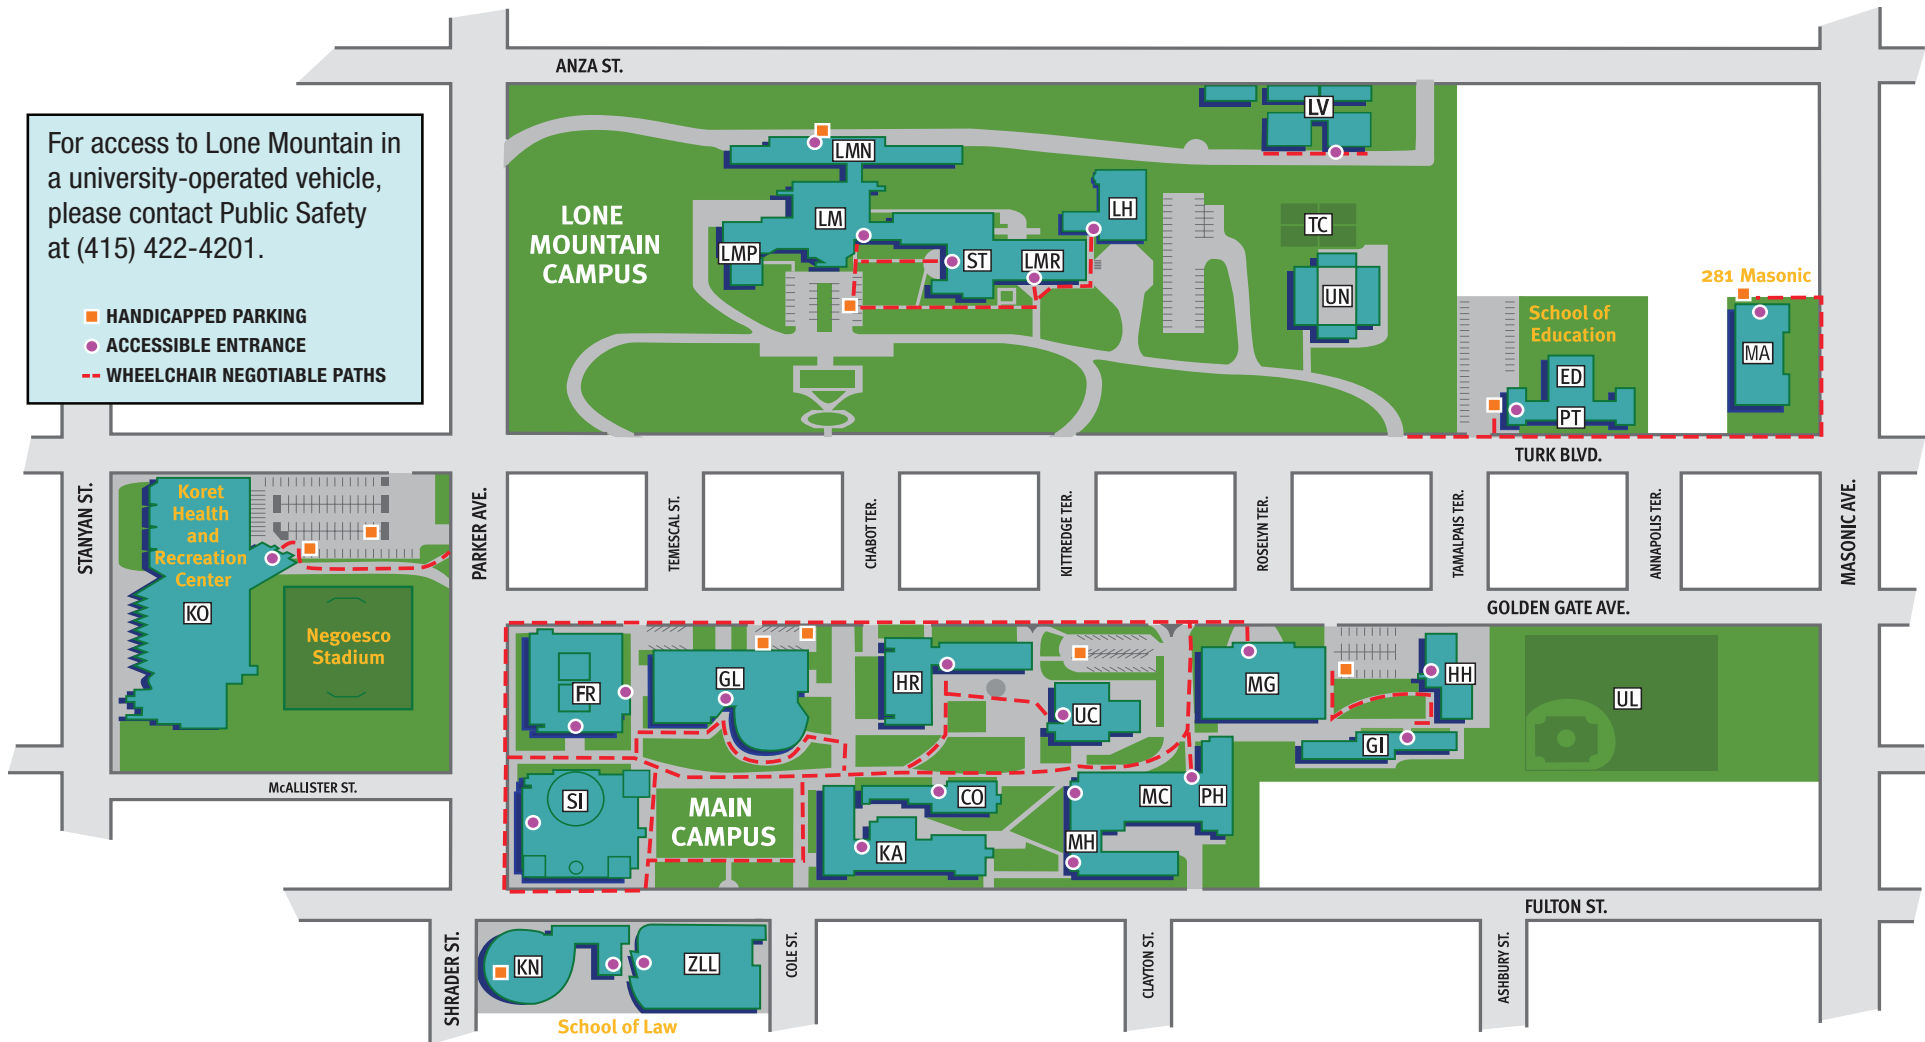 ANZA ST.
For access to Lone Mountain in
a university-operated vehicle,
please contact Public Safety
at (415) 422-4201.
HANDICAPPED PARKING
ACCESSIBLE ENTRANCE
WHEELCHAIR NEGOTIABLE PATHS
LONE
MOUNTAIN
CAMPUS
LMN
LM
LMP
ST
LMR
LH
LV
TC
UN
281 Masonic
MA
School of
Education
ED
PT
TURK BLVD.
STANYAN ST.
PARKER AVE.
TEMESCAL ST.
CHABOT TER.
KITTREDGE TER.
ROSELYN TER.
TAMALPAIS TER.
ANNAPOLIS TER.
MASONIC AVE.
Koret
Health
and
Recreation
Center
KO
Negoesco
Stadium
GOLDEN GATE AVE.
FR
GL
HR
UC
MG
HH
GI
UL
McALLISTER ST.
SI
MAIN
CAMPUS
CO
KA
MC
PH
MH
FULTON ST.
SHRADER ST.
KN
ZLL
School of Law
COLE ST.
CLAYTON ST.
ASHBURY ST.